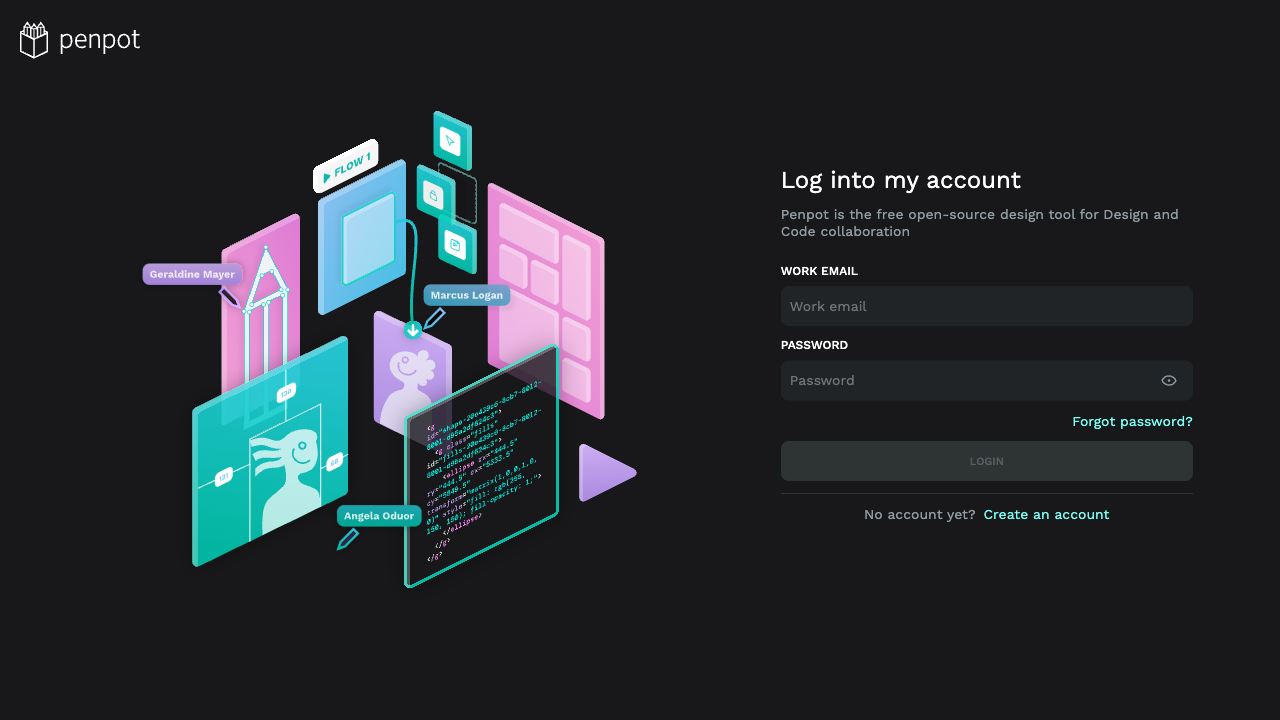 penpot
FLOW 1
Geraldine Mayer
Marcus Logan
Angela Oduor
Log into my account
Penpot is the free open-source design tool for Design and
Code collaboration
WORK EMAIL
Work email
PASSWORD
Password
Forgot password?
LOGIN
No account yet? Create an account